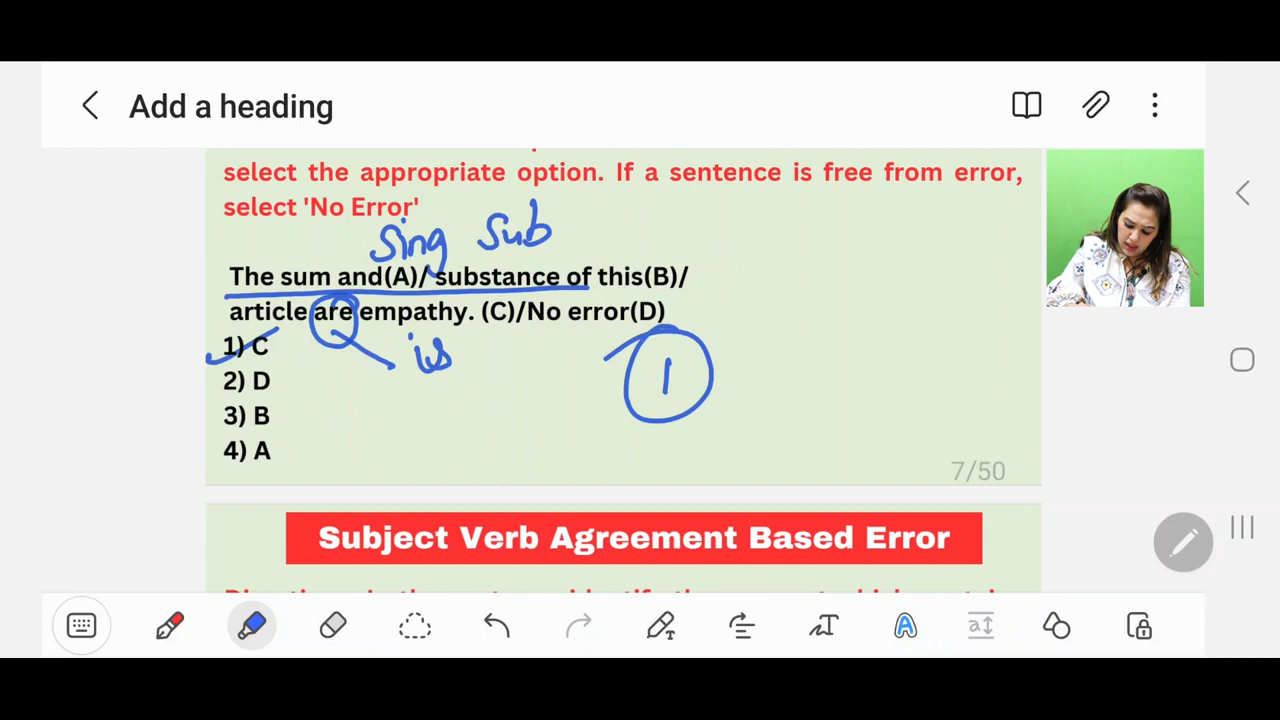 Add a heading
select the appropriate option. If a sentence is free from error,
select 'No Error'
Sing Sub
The sum and(A)/ substance of this(B)/
article are empathy. (C)/No error(D)
is
1) C
1
2) D
3) B
4) A
7/50
Subject Verb Agreement Based Error